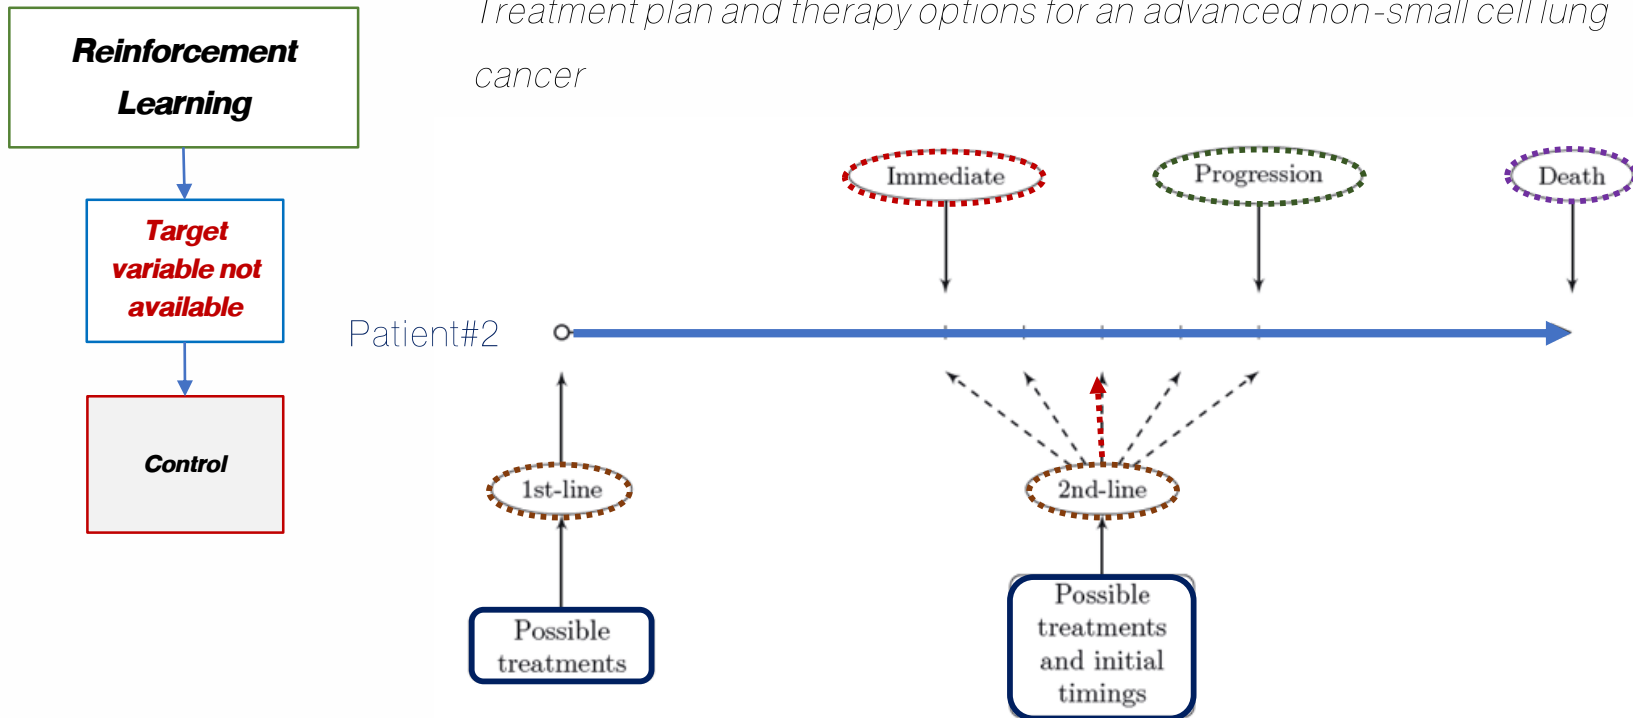 Treatment plan and therapy options for an advanced non-small cell lung
cancer
Reinforcement
Learning
Target
variable not
available
Control
Immediate
Progression
Death
Patient#2
1st-line
2nd-line
Possible
treatments
Possible
treatments
and initial
timings